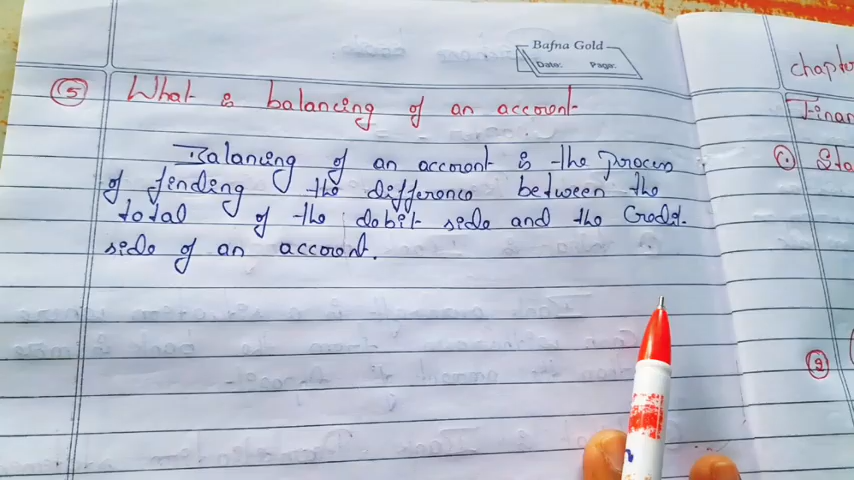 Bafna Gold
Date: Page:
(5) What is balancing of an account
Balancing of an account is the process
of finding the difference between the
total of the debit side and the Credit
side of an account.
chapter
Finan
(1) Sta
(2)